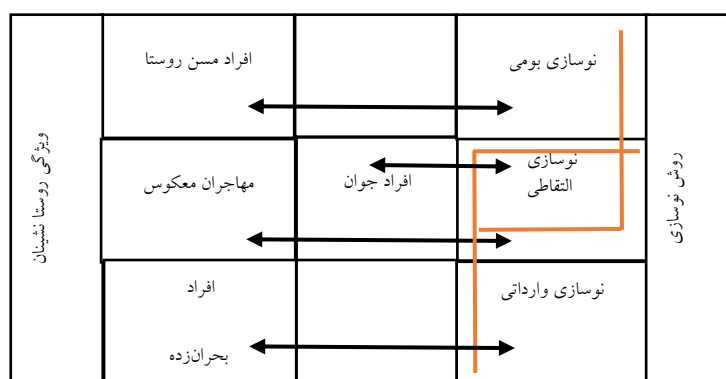 روش نوسازی
نوسازی بومی
افراد مسن روستا
ویژگی روستا نشینان
نوسازی
التقاطی
افراد جوان
مهاجران معکوس
نوسازی وارداتی
افراد
بحران‌زده